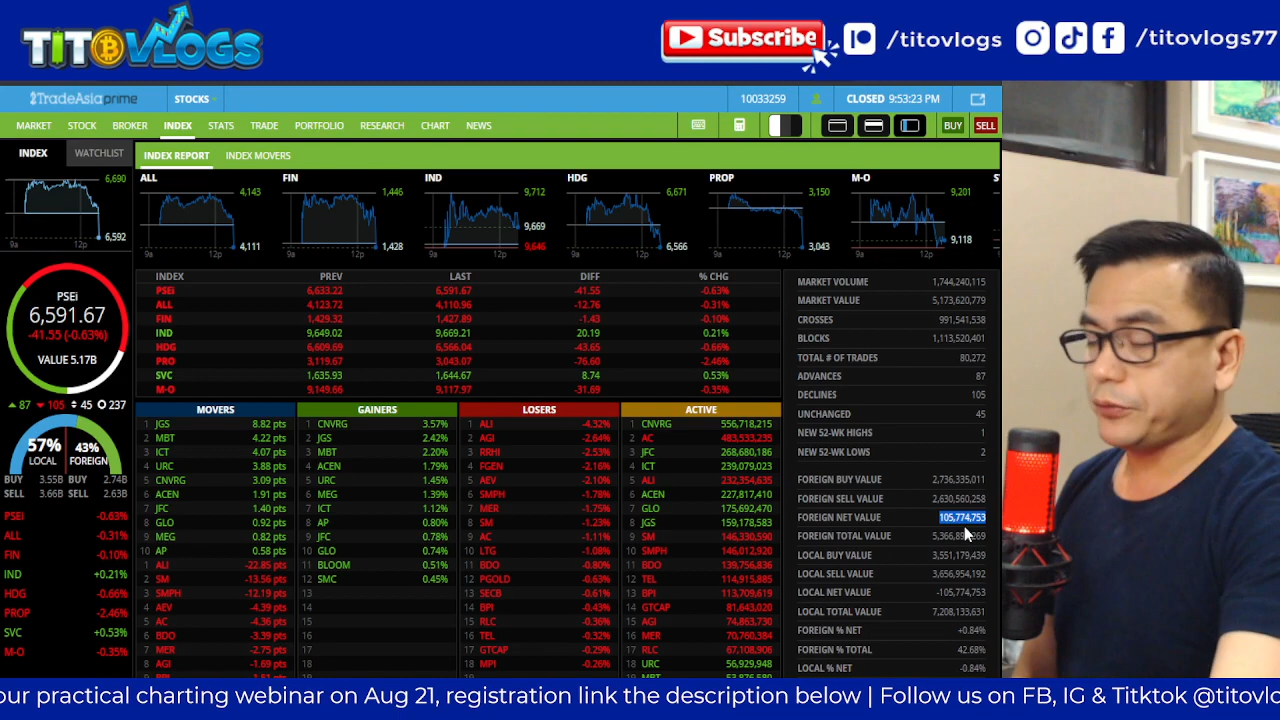 TITOVLOGS
Subscribe
/titovlogs
/titovlogs77
TradeAsiaprime
STOCKS
10033259
CLOSED 9:53:23 PM
MARKET STOCK BROKER INDEX STATS TRADE PORTFOLIO RESEARCH CHART NEWS
BUY SELL
INDEX WATCHLIST
INDEX REPORT INDEX MOVERS
6,690
6,592
9a 12p
ALL
4,143
4,111
9a 12p
FIN
1,446
1,428
9a 12p
IND
9,712
9,669
9,646
9a 12p
HDG
6,671
6,566
9a 12p
PROP
3,150
3,043
9a 12p
M-O
9,201
9,118
9a 12p
PSEi
6,591.67
-41.55 (-0.63%)
VALUE 5.17B
87 105 45 237
57% LOCAL
43% FOREIGN
BUY 3.55B BUY 2.74B
SELL 3.66B SELL 2.63B
PSEI -0.63%
ALL -0.31%
FIN -0.10%
IND +0.21%
HDG -0.66%
PROP -2.46%
SVC +0.53%
M-O -0.35%
INDEX PREV LAST DIFF % CHG
PSEi 6,633.22 6,591.67 -41.55 -0.63%
ALL 4,123.72 4,110.96 -12.76 -0.31%
FIN 1,429.32 1,427.89 -1.43 -0.10%
IND 9,649.02 9,669.21 20.19 0.21%
HDG 6,609.69 6,566.04 -43.65 -0.66%
PRO 3,119.67 3,043.07 -76.60 -2.46%
SVC 1,635.93 1,644.67 8.74 0.53%
M-O 9,149.66 9,117.97 -31.69 -0.35%
MOVERS
1 JGS 8.82 pts
2 MBT 4.22 pts
3 ICT 4.07 pts
4 URC 3.88 pts
5 CNVRG 3.09 pts
6 ACEN 1.91 pts
7 JFC 1.40 pts
8 GLO 0.92 pts
9 MEG 0.82 pts
10 AP 0.58 pts
1 ALI -22.85 pts
2 SM -13.56 pts
3 SMPH -12.19 pts
4 AEV -4.39 pts
5 AC -4.36 pts
6 BDO -3.39 pts
7 MER -2.75 pts
8 AGI -1.69 pts
GAINERS
1 CNVRG 3.57%
2 JGS 2.42%
3 MBT 2.20%
4 ACEN 1.79%
5 URC 1.45%
6 MEG 1.39%
7 ICT 1.12%
8 AP 0.80%
9 JFC 0.78%
10 GLO 0.74%
11 BLOOM 0.51%
12 SMC 0.45%
13
14
15
16
17
18
LOSERS
1 ALI -4.32%
2 AGI -2.64%
3 RRHI -2.53%
4 FGEN -2.16%
5 AEV -2.10%
6 SMPH -1.78%
7 MER -1.75%
8 SM -1.23%
9 AC -1.11%
10 LTG -1.08%
11 BDO -0.80%
12 PGOLD -0.63%
13 SECB -0.61%
14 BPI -0.43%
15 RLC -0.36%
16 TEL -0.32%
17 GTCAP -0.29%
18 MPI -0.26%
ACTIVE
1 CNVRG 556,718,215
2 AC 483,533,235
3 JFC 268,680,186
4 ICT 239,079,023
5 ALI 232,354,635
6 ACEN 227,817,410
7 GLO 175,692,470
8 JGS 159,178,583
9 SM 146,330,590
10 SMPH 146,012,920
11 BDO 139,756,836
12 TEL 114,915,885
13 BPI 113,709,619
14 GTCAP 81,643,020
15 AGI 74,863,730
16 MER 70,760,384
17 RLC 67,108,906
18 URC 56,929,948
MARKET VOLUME 1,744,240,115
MARKET VALUE 5,173,620,779
CROSSES 991,541,538
BLOCKS 1,113,520,401
TOTAL # OF TRADES 80,272
ADVANCES 87
DECLINES 105
UNCHANGED 45
NEW 52-WK HIGHS 1
NEW 52-WK LOWS 2
FOREIGN BUY VALUE 2,736,335,011
FOREIGN SELL VALUE 2,630,560,258
FOREIGN NET VALUE 105,774,753
FOREIGN TOTAL VALUE
LOCAL BUY VALUE 3,551,179,439
LOCAL SELL VALUE 3,656,954,192
LOCAL NET VALUE -105,774,753
LOCAL TOTAL VALUE 7,208,133,631
FOREIGN % NET +0.84%
FOREIGN % TOTAL 42.68%
LOCAL % NET -0.84%
our practical charting webinar on Aug 21, registration link the description below | Follow us on FB, IG & Titktok @titovlo